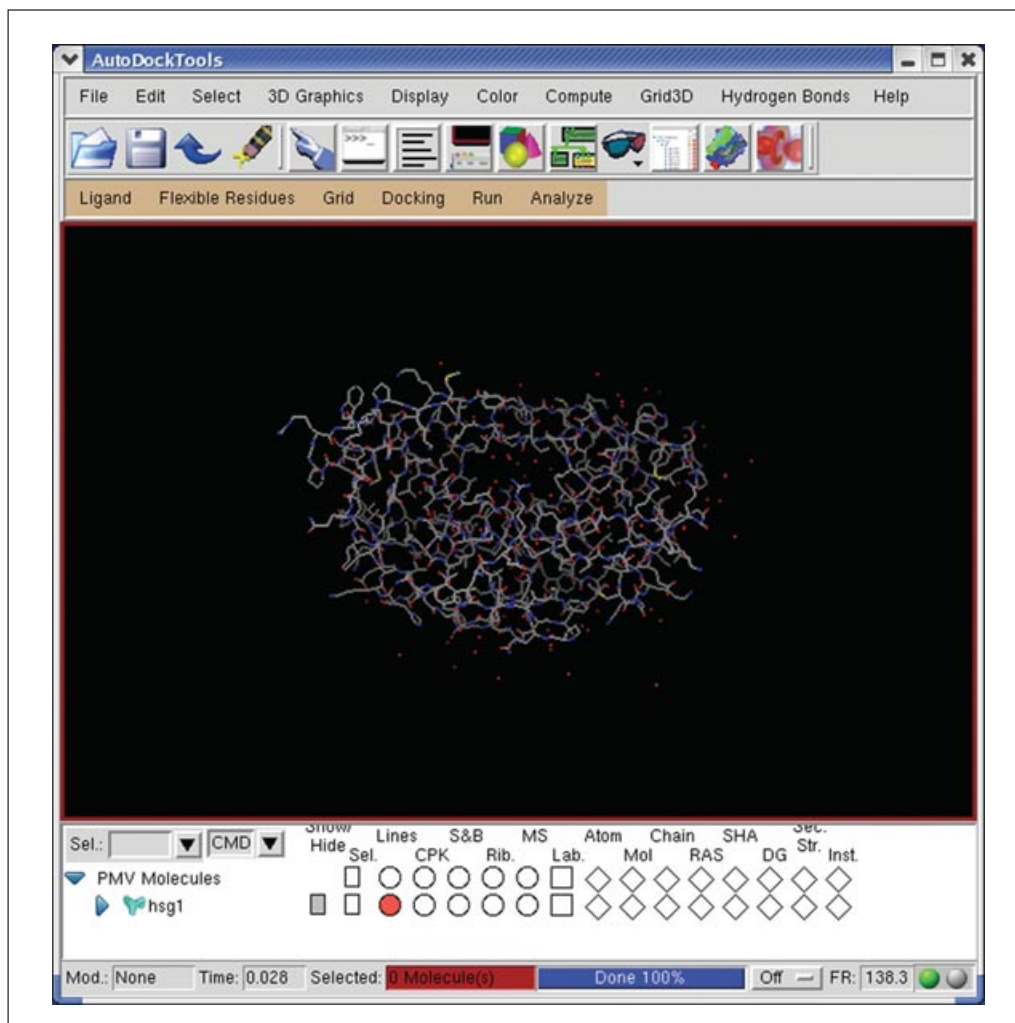 AutoDockTools
File Edit Select 3D Graphics Display Color Compute Grid3D Hydrogen Bonds Help
>>>_
Ligand Flexible Residues Grid Docking Run Analyze
Show/ Lines S&B MS Atom Chain SHA Sec.
Sel.: CMD Hide Sel. CPK Rib. Lab. Mol RAS DG Str. Inst.
PMV Molecules
hsg1
Mod.: None Time: 0.028 Selected: 0 Molecule(s) Done 100% Off FR: 138.3